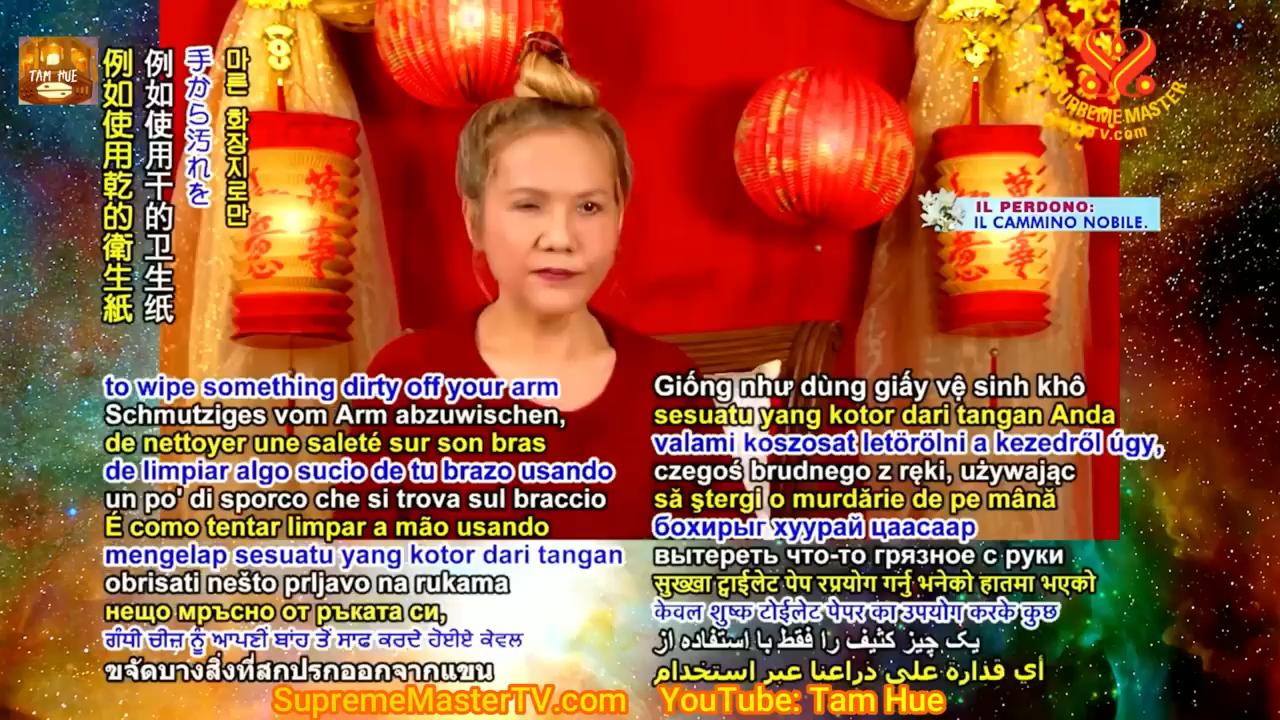 TAM HUE
例如使用乾的衛生紙
例如使用干的卫生纸
手から汚れを
마른 화장지로만
SUPREME MASTER
TV.com
IL PERDONO:
IL CAMMINO NOBILE.
to wipe something dirty off your arm
Schmutziges vom Arm abzuwischen,
de nettoyer une saleté sur son bras
de limpiar algo sucio de tu brazo usando
un po' di sporco che si trova sul braccio
É como tentar limpar a mão usando
mengelap sesuatu yang kotor dari tangan
obrisati nešto prljavo na rukama
нещо мръсно от ръката си,
ਗੰਧੀ ਚੀਜ਼ ਨੂੰ ਆਪਣੀਂ ਬਾਂਹ ਤੋਂ ਸਾਫ ਕਰਦੇ ਹੋਈਏ ਕੇਵਲ
ขจัดบางสิ่งที่สกปรกออกจากแขน
Giống như dùng giấy vệ sinh khô
sesuatu yang kotor dari tangan Anda
valami koszosat letörölni a kezedről úgy,
czegoś brudnego z ręki, używając
să ştergi o murdărie de pe mână
бохирыг хуурай цаасаар
вытереть что-то грязное с руки
सुख्खा ट्वाईलेट पेप रप्रयोग गर्नु भनेको हातमा भएको
केवल शुष्क टोईलेट पेपर का उपयोग करके कुछ
یک چیز کثیف را فقط با استفاده از
أي قذارة على ذراعنا عبر استخدام
SupremeMasterTV.com
YouTube: Tam Hue